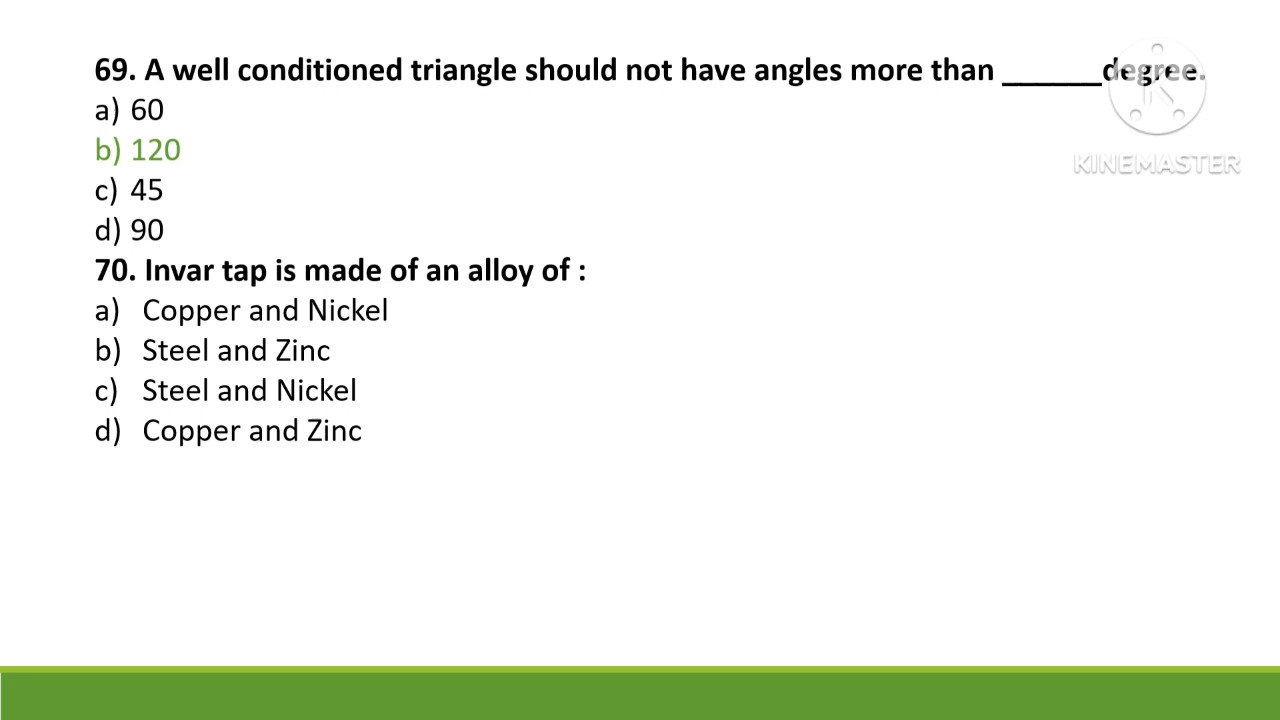 69. A well conditioned triangle should not have angles more than ______degree.
a) 60
b) 120
c) 45
d) 90
70. Invar tap is made of an alloy of :
a) Copper and Nickel
b) Steel and Zinc
c) Steel and Nickel
d) Copper and Zinc
KINEMASTER